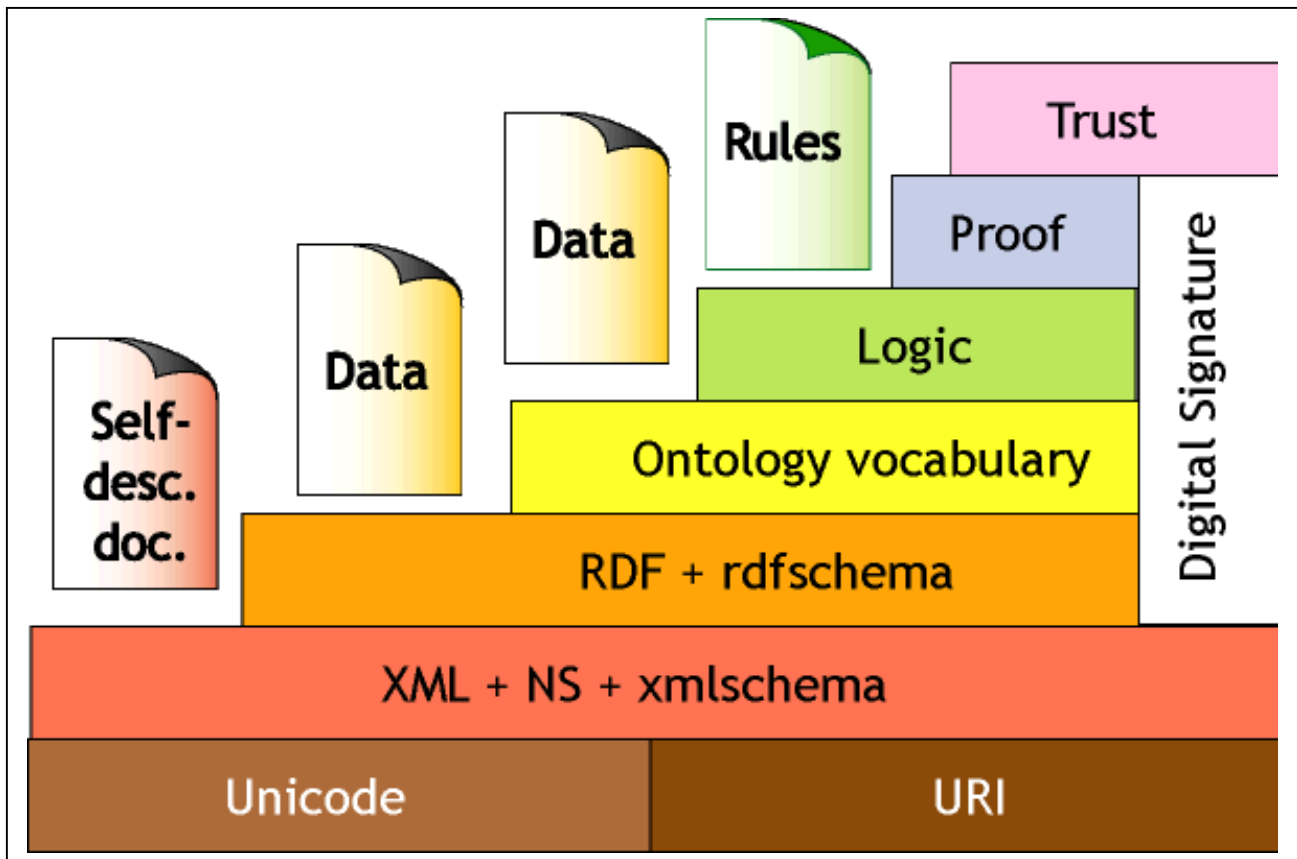 Trust
Rules
Proof
Data
Logic
Data
Digital Signature
Self-
desc.
doc.
Ontology vocabulary
RDF + rdfschema
XML + NS + xmlschema
Unicode
URI